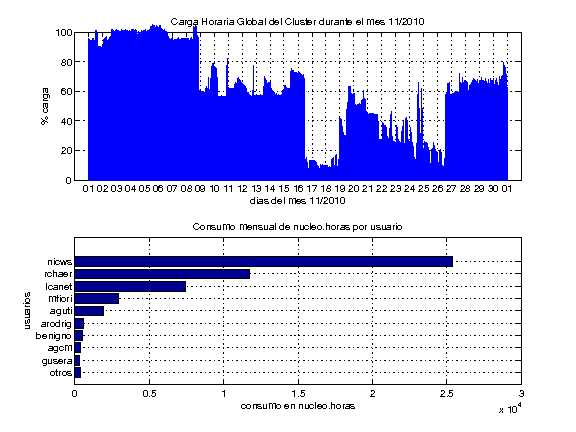 Carga Horaria Global del Cluster durante el mes 11/2010
100
80
60
40
20
0
% carga
01 02 03 04 05 06 07 08 09 10 11 12 13 14 15 16 17 18 19 20 21 22 23 24 25 26 27 28 29 30 01
dias del mes 11/2010
Consumo mensual de nucleo.horas por usuario
nicws
rchaer
lcanet
mfiori
aguti
arodrig
benigno
agcm
gusera
otros
usuarios
0 0.5 1 1.5 2 2.5 3
consumo en nucleo.horas
x 10^4